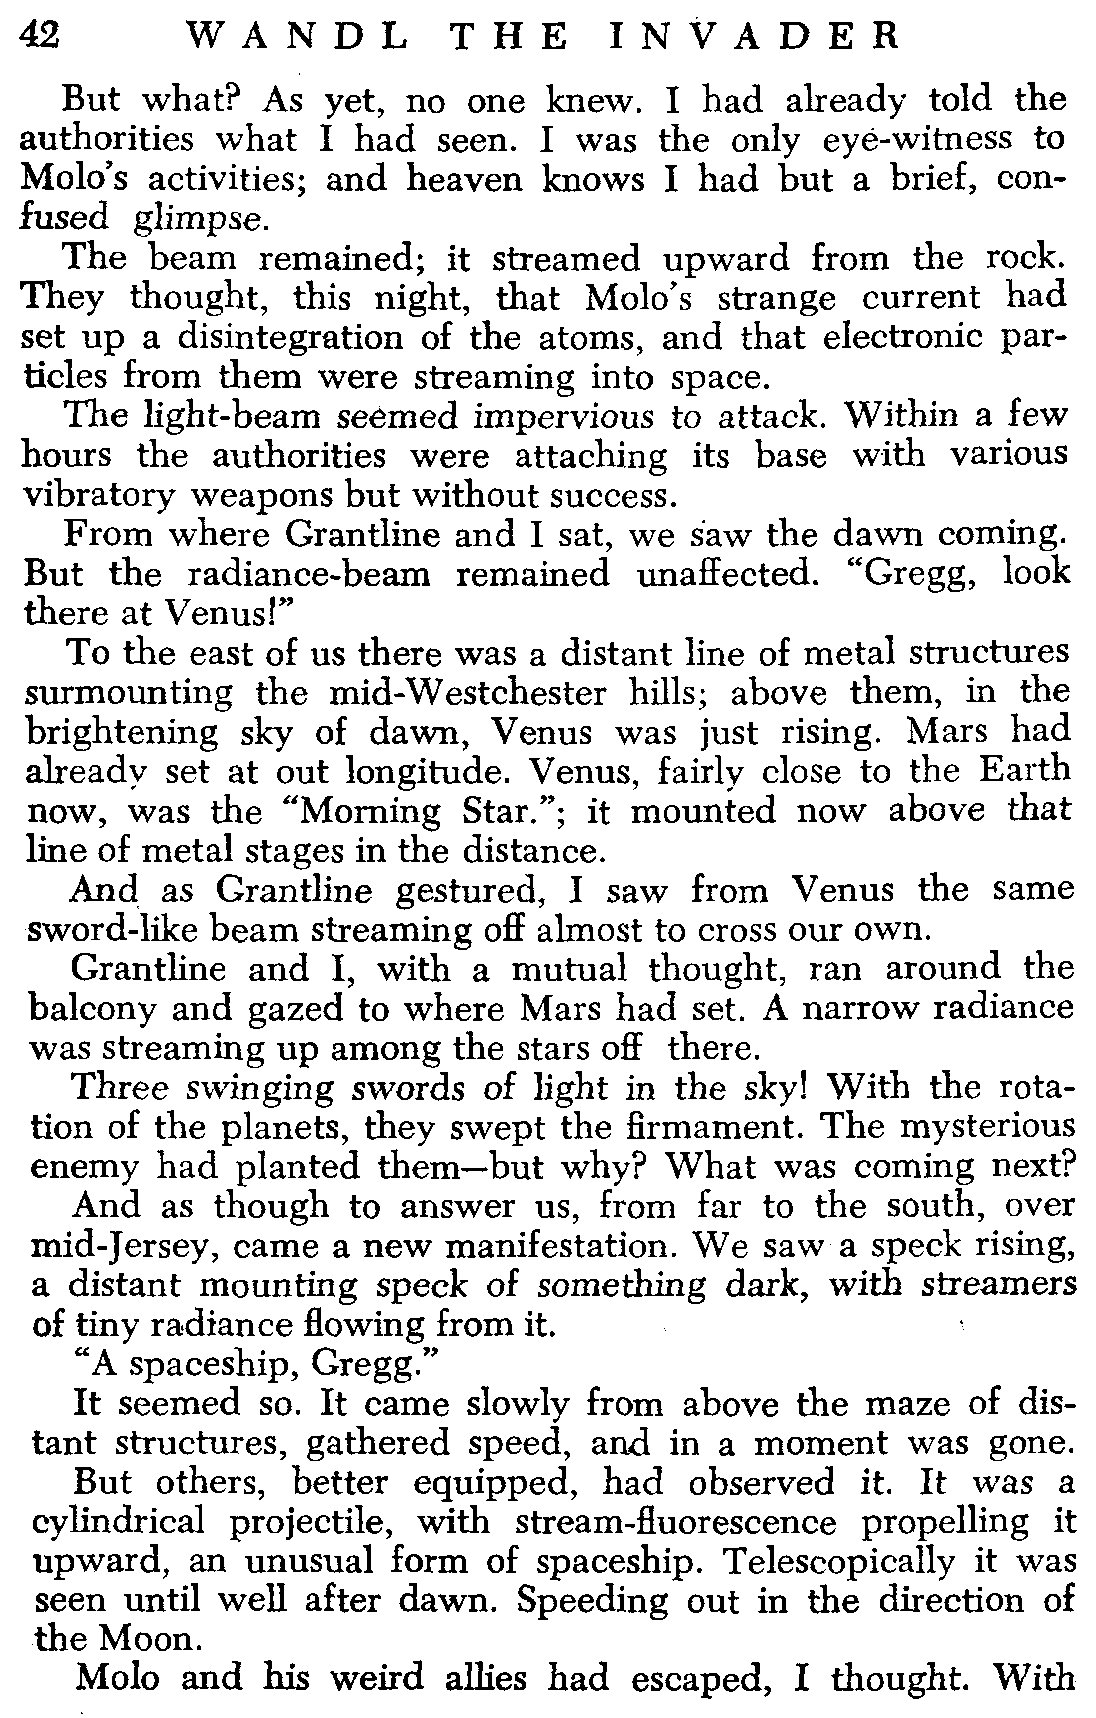 42 WANDL THE INVADER
But what? As yet, no one knew. I had already told the
authorities what I had seen. I was the only eye-witness to
Molo's activities; and heaven knows I had but a brief, con-
fused glimpse.
The beam remained; it streamed upward from the rock.
They thought, this night, that Molo's strange current had
set up a disintegration of the atoms, and that electronic par-
ticles from them were streaming into space.
The light-beam seemed impervious to attack. Within a few
hours the authorities were attaching its base with various
vibratory weapons but without success.
From where Grantline and I sat, we saw the dawn coming.
But the radiance-beam remained unaffected. “Gregg, look
there at Venus!”
To the east of us there was a distant line of metal structures
surmounting the mid-Westchester hills; above them, in the
brightening sky of dawn, Venus was just rising. Mars had
already set at out longitude. Venus, fairly close to the Earth
now, was the “Morning Star.”; it mounted now above that
line of metal stages in the distance.
And as Grantline gestured, I saw from Venus the same
sword-like beam streaming off almost to cross our own.
Grantline and I, with a mutual thought, ran around the
balcony and gazed to where Mars had set. A narrow radiance
was streaming up among the stars off there.
Three swinging swords of light in the sky! With the rota-
tion of the planets, they swept the firmament. The mysterious
enemy had planted them—but why? What was coming next?
And as though to answer us, from far to the south, over
mid-Jersey, came a new manifestation. We saw a speck rising,
a distant mounting speck of something dark, with streamers
of tiny radiance flowing from it.
“A spaceship, Gregg.”
It seemed so. It came slowly from above the maze of dis-
tant structures, gathered speed, and in a moment was gone.
But others, better equipped, had observed it. It was a
cylindrical projectile, with stream-fluorescence propelling it
upward, an unusual form of spaceship. Telescopically it was
seen until well after dawn. Speeding out in the direction of
the Moon.
Molo and his weird allies had escaped, I thought. With